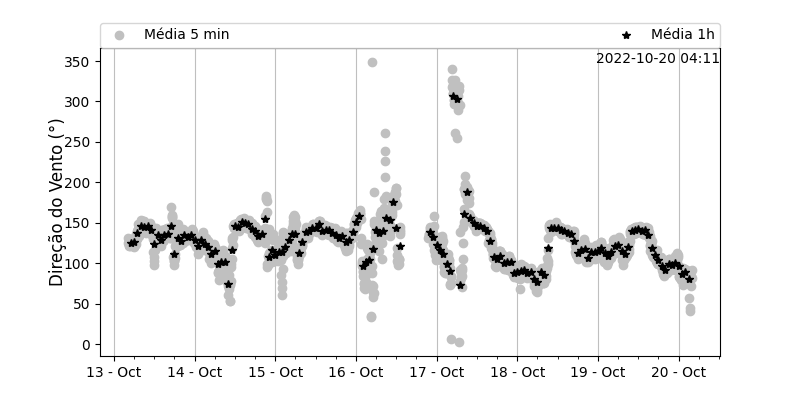 Média 5 min
Média 1h
2022-10-20 04:11
Direção do Vento (°)
350
300
250
200
150
100
50
0
13 - Oct
14 - Oct
15 - Oct
16 - Oct
17 - Oct
18 - Oct
19 - Oct
20 - Oct